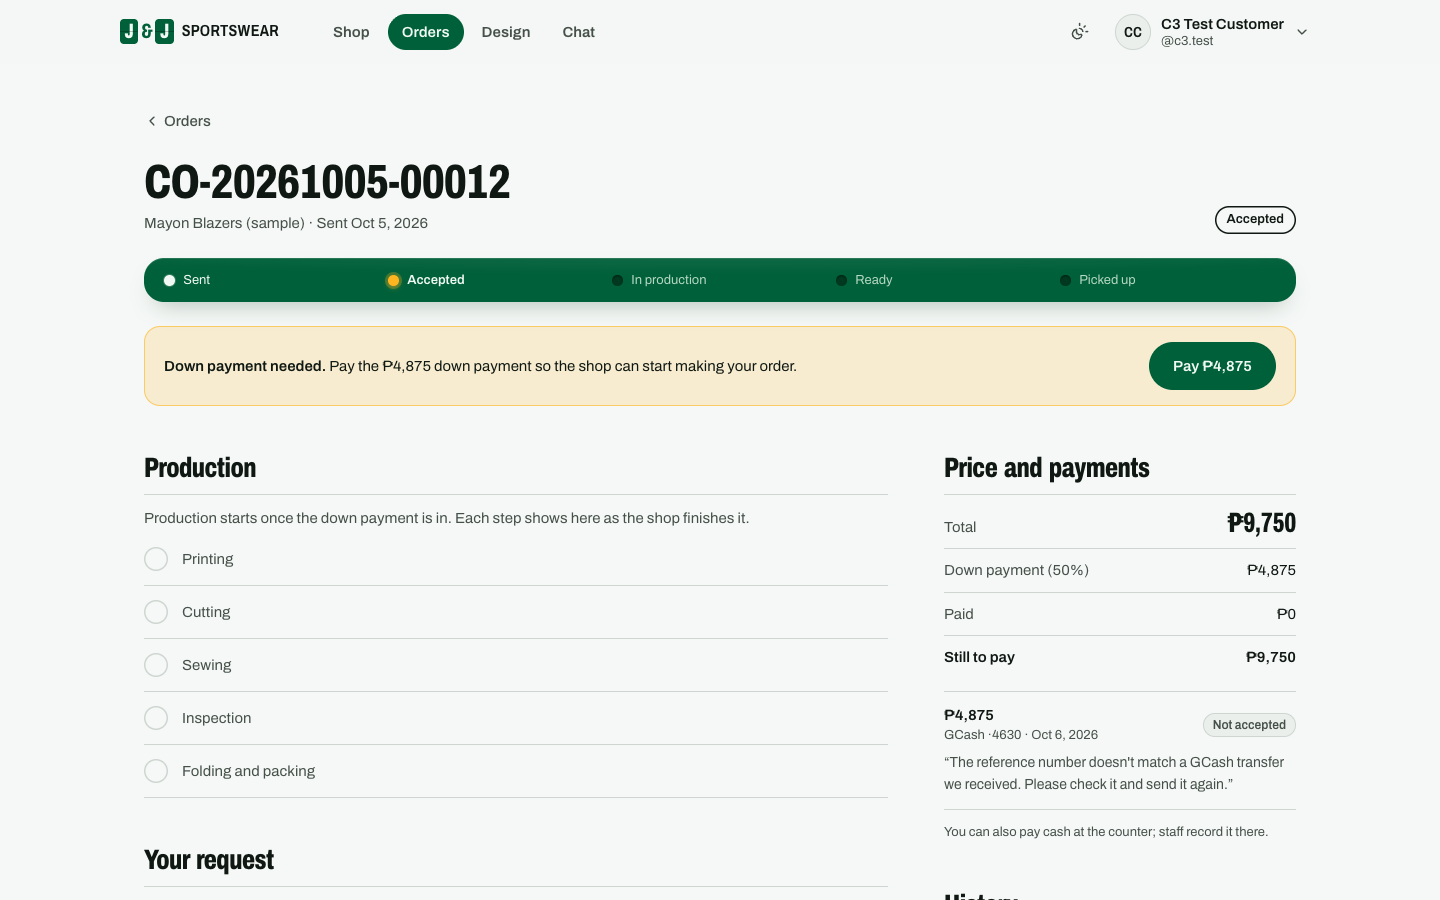 J & J SPORTSWEAR
Shop
Orders
Design
Chat
CC
C3 Test Customer
@c3.test
Orders
CO-20261005-00012
Mayon Blazers (sample) · Sent Oct 5, 2026
Accepted
Sent
Accepted
In production
Ready
Picked up
Down payment needed. Pay the ₱4,875 down payment so the shop can start making your order.
Pay ₱4,875
Production
Production starts once the down payment is in. Each step shows here as the shop finishes it.
Printing
Cutting
Sewing
Inspection
Folding and packing
Your request
Price and payments
Total ₱9,750
Down payment (50%) ₱4,875
Paid ₱0
Still to pay ₱9,750
₱4,875
GCash ·4630 · Oct 6, 2026
Not accepted
“The reference number doesn't match a GCash transfer
we received. Please check it and send it again.”
You can also pay cash at the counter; staff record it there.
History